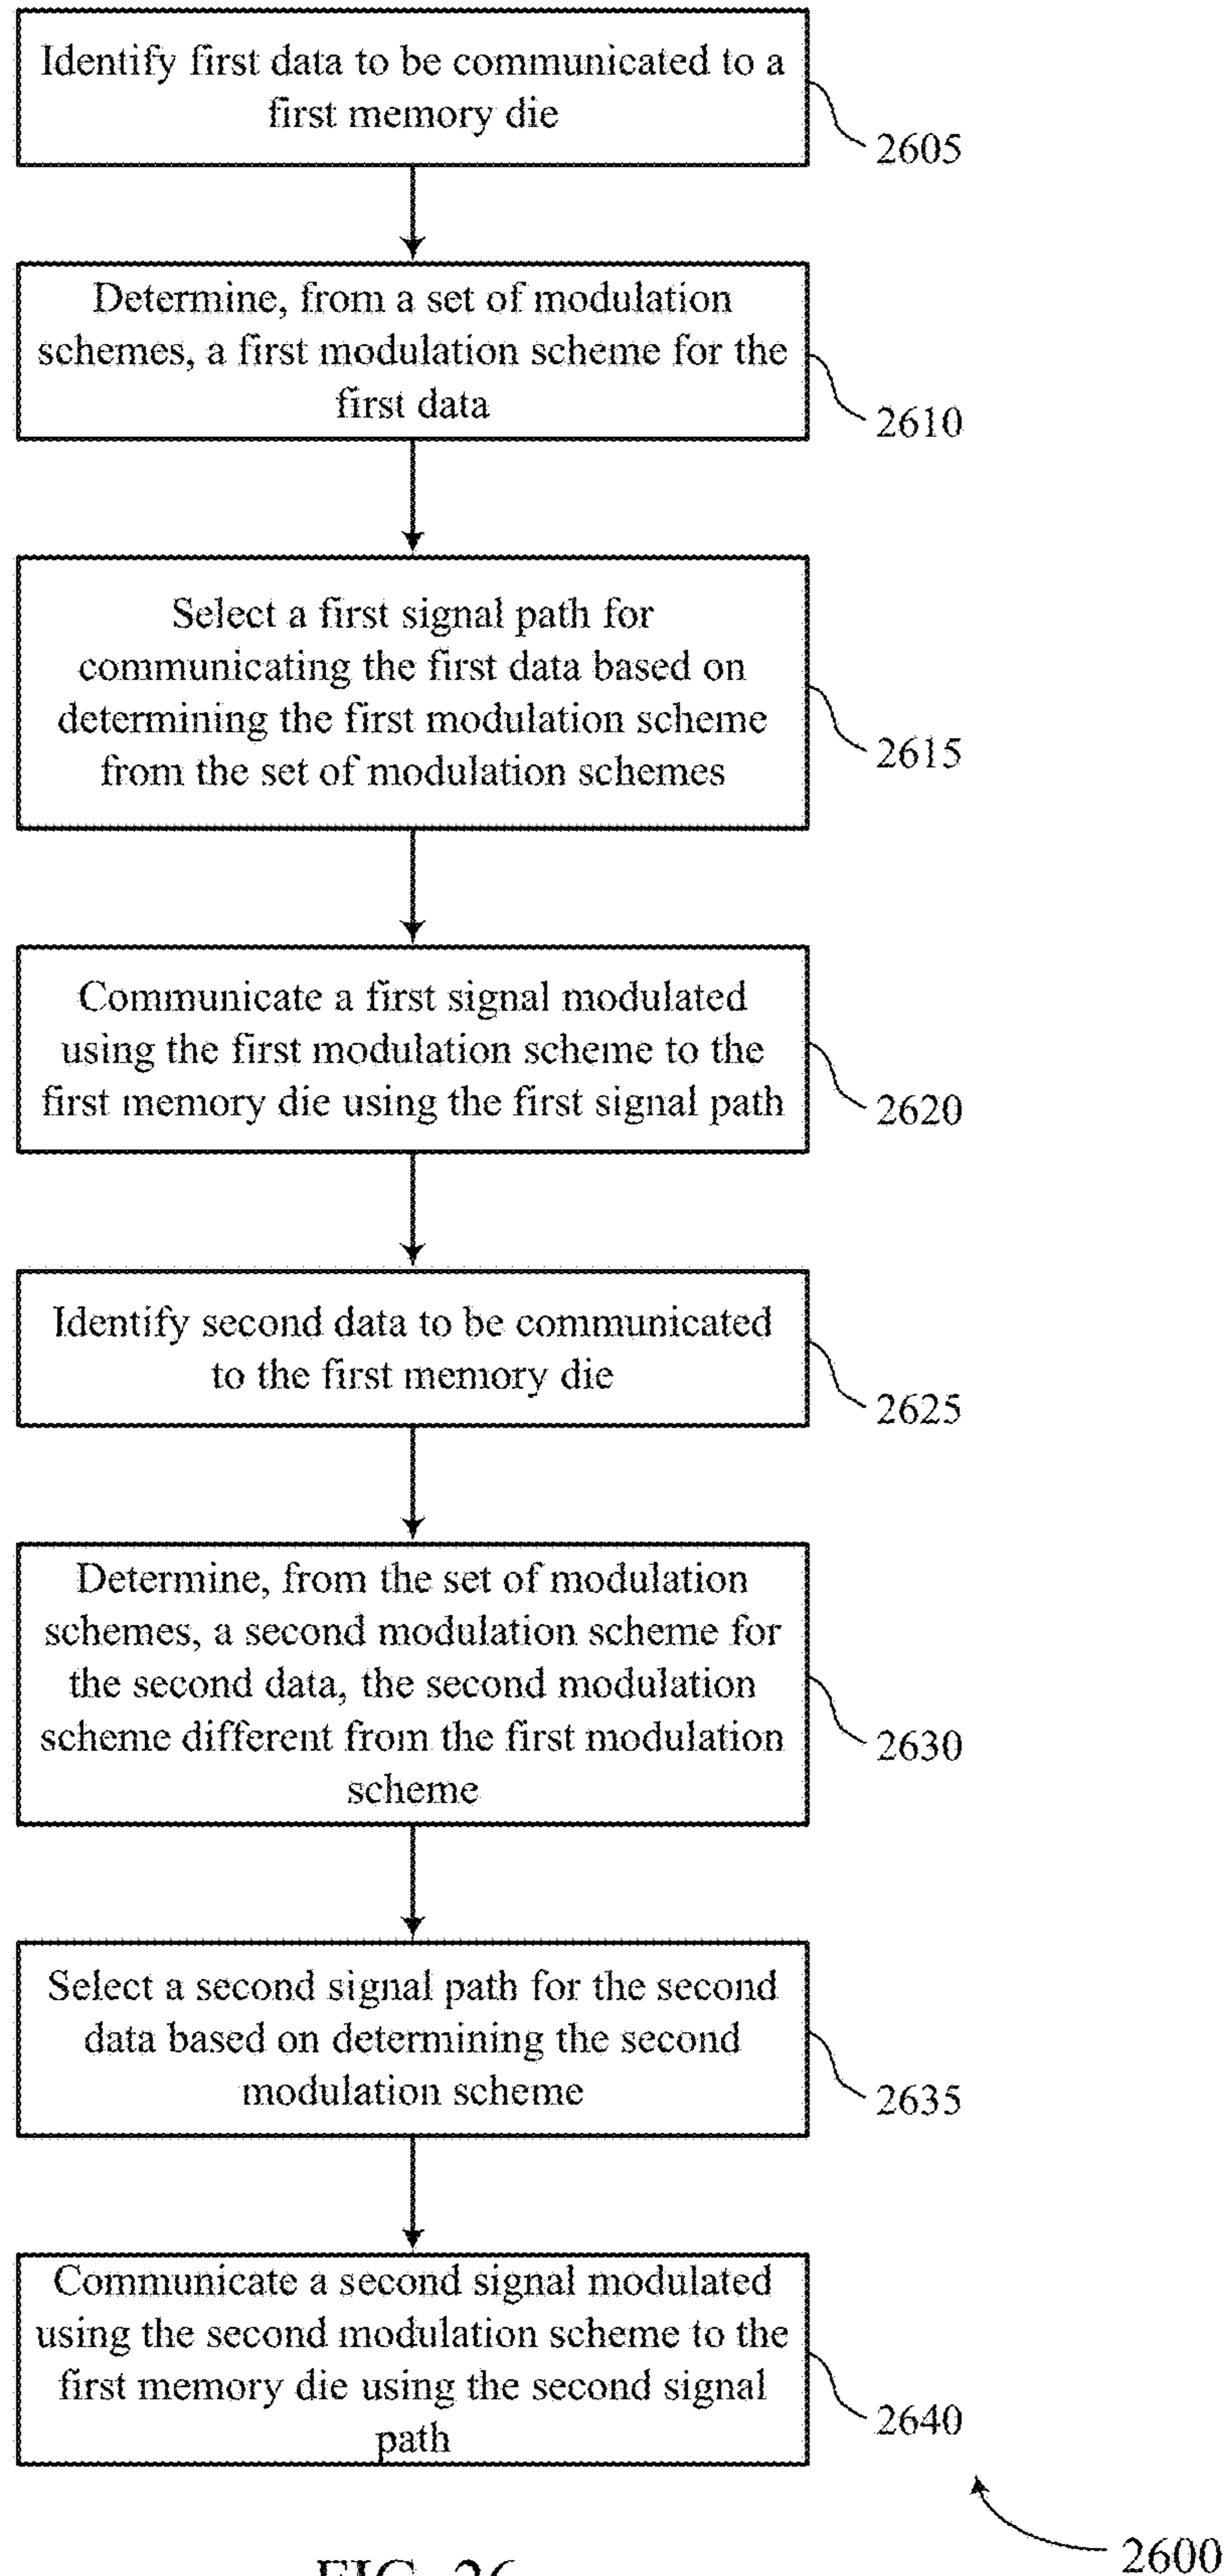 Identify first data to be communicated to a
first memory die
2605
Determine, from a set of modulation
schemes, a first modulation scheme for the
first data
2610
Select a first signal path for
communicating the first data based on
determining the first modulation scheme
from the set of modulation schemes
2615
Communicate a first signal modulated
using the first modulation scheme to the
first memory die using the first signal path
2620
Identify second data to be communicated
to the first memory die
2625
Determine, from the set of modulation
schemes, a second modulation scheme for
the second data, the second modulation
scheme different from the first modulation
scheme
2630
Select a second signal path for the second
data based on determining the second
modulation scheme
2635
Communicate a second signal modulated
using the second modulation scheme to the
first memory die using the second signal
path
2640
2600
FIG. 26